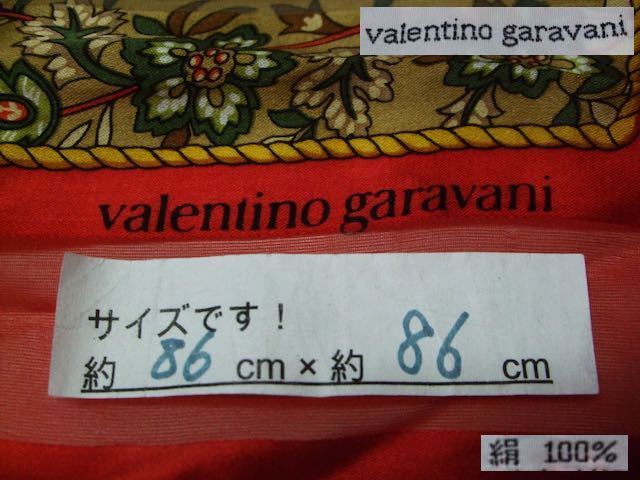 valentino garavani
valentino garavani
サイズです！
約 86 cm × 約 86 cm
絹 100%